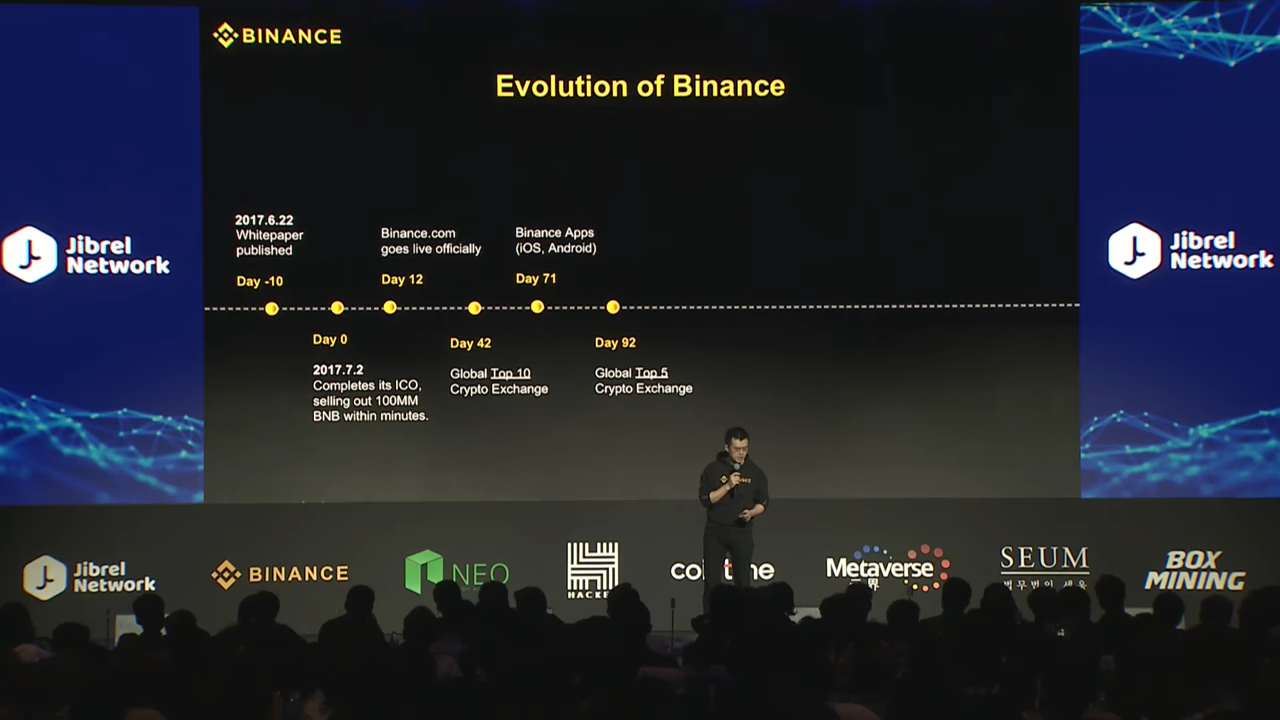 BINANCE
Evolution of Binance
2017.6.22
Whitepaper
published
Day -10
Binance.com
goes live officially
Day 12
Binance Apps
(iOS, Android)
Day 71
Day 0
2017.7.2
Completes its ICO,
selling out 100MM
BNB within minutes.
Day 42
Global Top 10
Crypto Exchange
Day 92
Global Top 5
Crypto Exchange
Jibrel
Network
Jibrel
Network
BINANCE
Jibrel
Network
BINANCE
NEO
Metaverse
SEUM
BOX
MINING